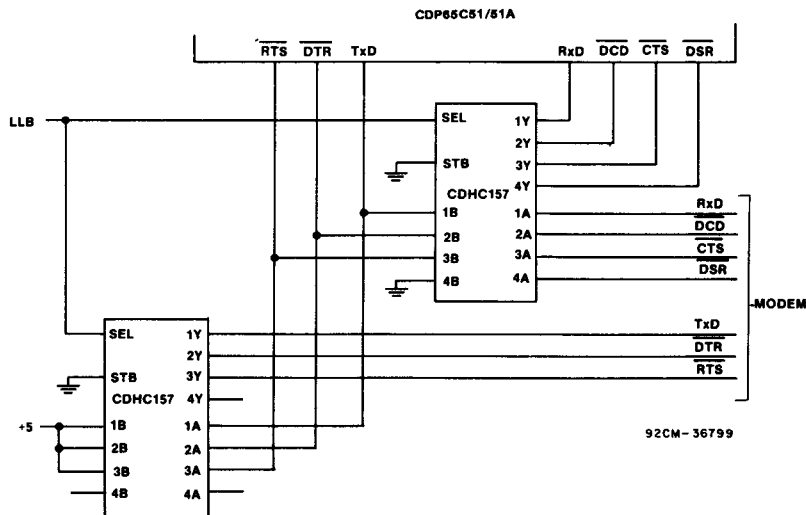 CDP65C51/51A
RTS DTR TxD RxD DCD CTS DSR
LLB
SEL 1Y
2Y
STB 3Y
4Y
CDHC157
1B 1A RxD
2B 2A DCD
3B 3A CTS
4B 4A DSR
MODEM
SEL 1Y TxD
2Y DTR
STB 3Y RTS
CDHC157 4Y
+5 1B 1A
2B 2A
3B 3A
4B 4A
92CM-36799